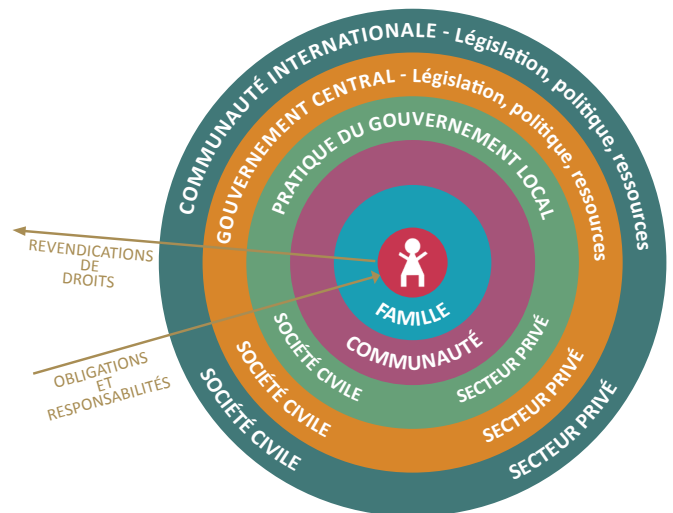 COMMUNAUTÉ INTERNATIONALE - Législation, politique, ressources
GOUVERNEMENT CENTRAL - Législation, politique, ressources
PRATIQUE DU GOUVERNEMENT LOCAL
REVENDICATIONS
DE
DROITS
FAMILLE
COMMUNAUTÉ
OBLIGATIONS
ET
RESPONSABILITÉS
SOCIÉTÉ CIVILE
SECTEUR PRIVÉ
SOCIÉTÉ CIVILE
SECTEUR PRIVÉ
SOCIÉTÉ CIVILE
SECTEUR PRIVÉ